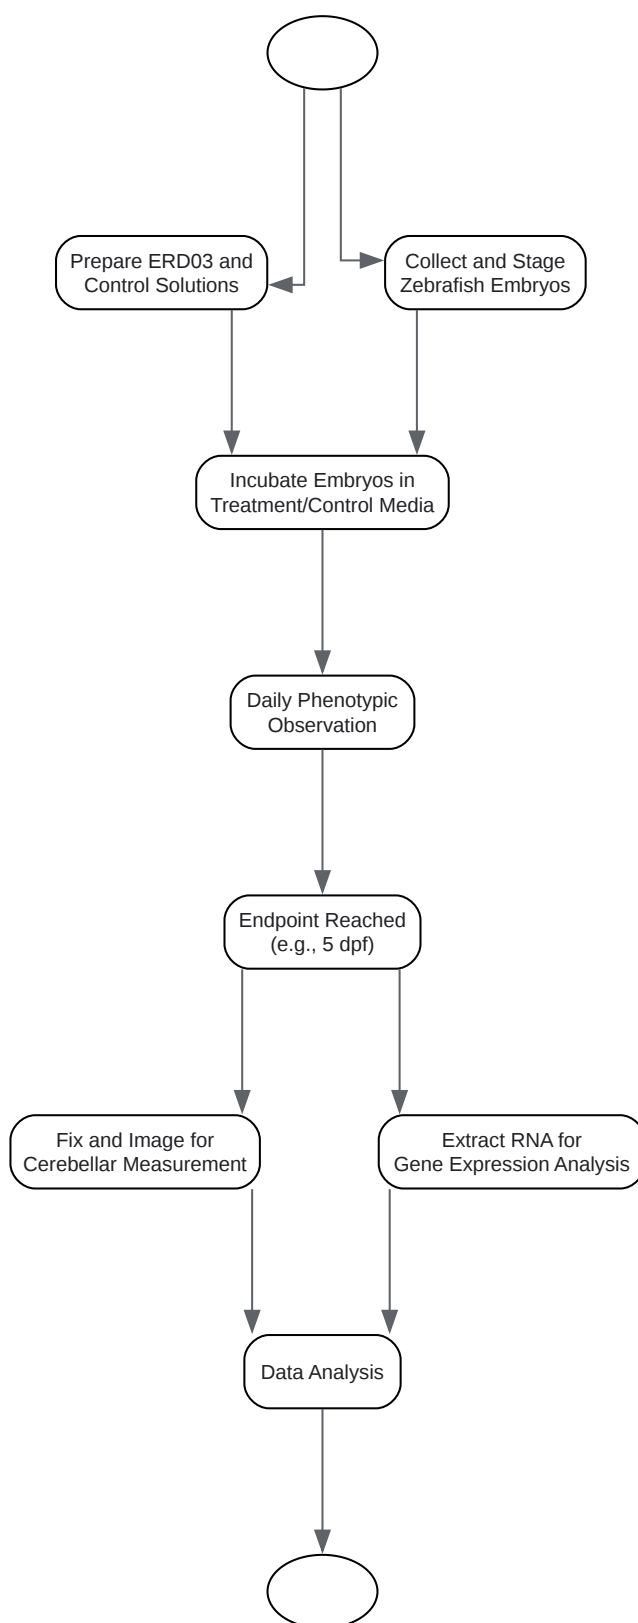 Prepare ERD03 and
Control Solutions
Collect and Stage
Zebrafish Embryos
Incubate Embryos in
Treatment/Control Media
Daily Phenotypic
Observation
Endpoint Reached
(e.g., 5 dpf)
Fix and Image for
Cerebellar Measurement
Extract RNA for
Gene Expression Analysis
Data Analysis